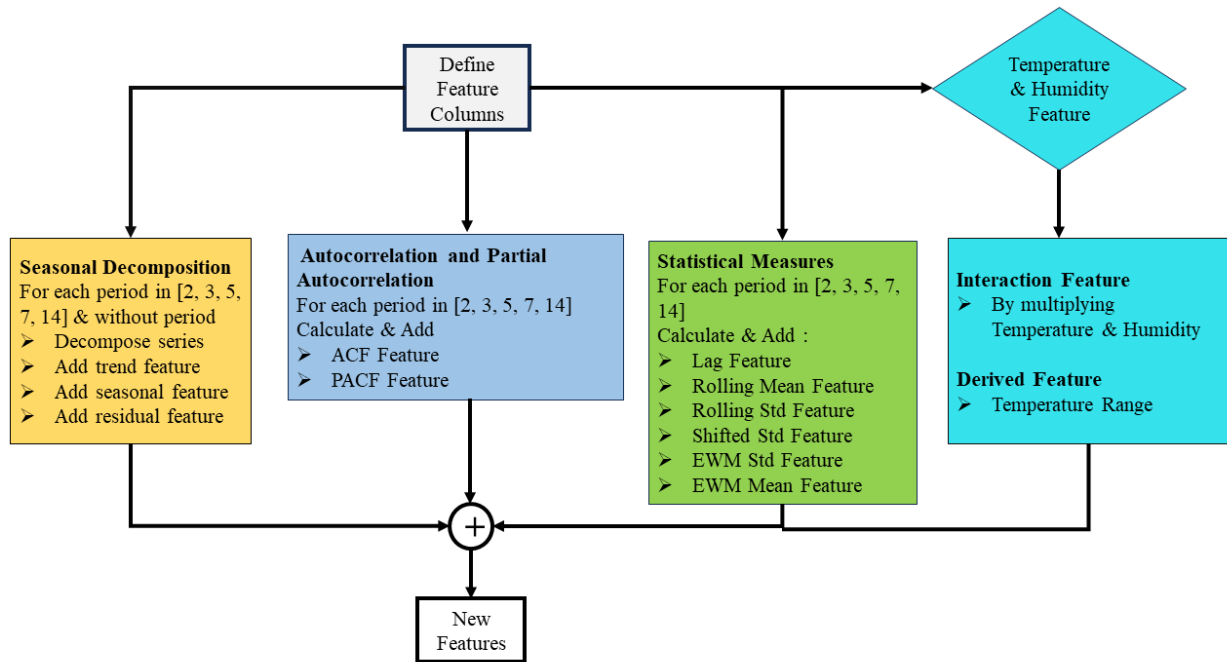 Define
Feature
Columns
Temperature
& Humidity
Feature
Seasonal Decomposition
For each period in [2, 3, 5,
7, 14] & without period
➢ Decompose series
➢ Add trend feature
➢ Add seasonal feature
➢ Add residual feature
Autocorrelation and Partial
Autocorrelation
For each period in [2, 3, 5, 7, 14]
Calculate & Add
➢ ACF Feature
➢ PACF Feature
Statistical Measures
For each period in [2, 3, 5, 7,
14]
Calculate & Add :
➢ Lag Feature
➢ Rolling Mean Feature
➢ Rolling Std Feature
➢ Shifted Std Feature
➢ EWM Std Feature
➢ EWM Mean Feature
Interaction Feature
➢ By multiplying
Temperature & Humidity
Derived Feature
➢ Temperature Range
+
New
Features